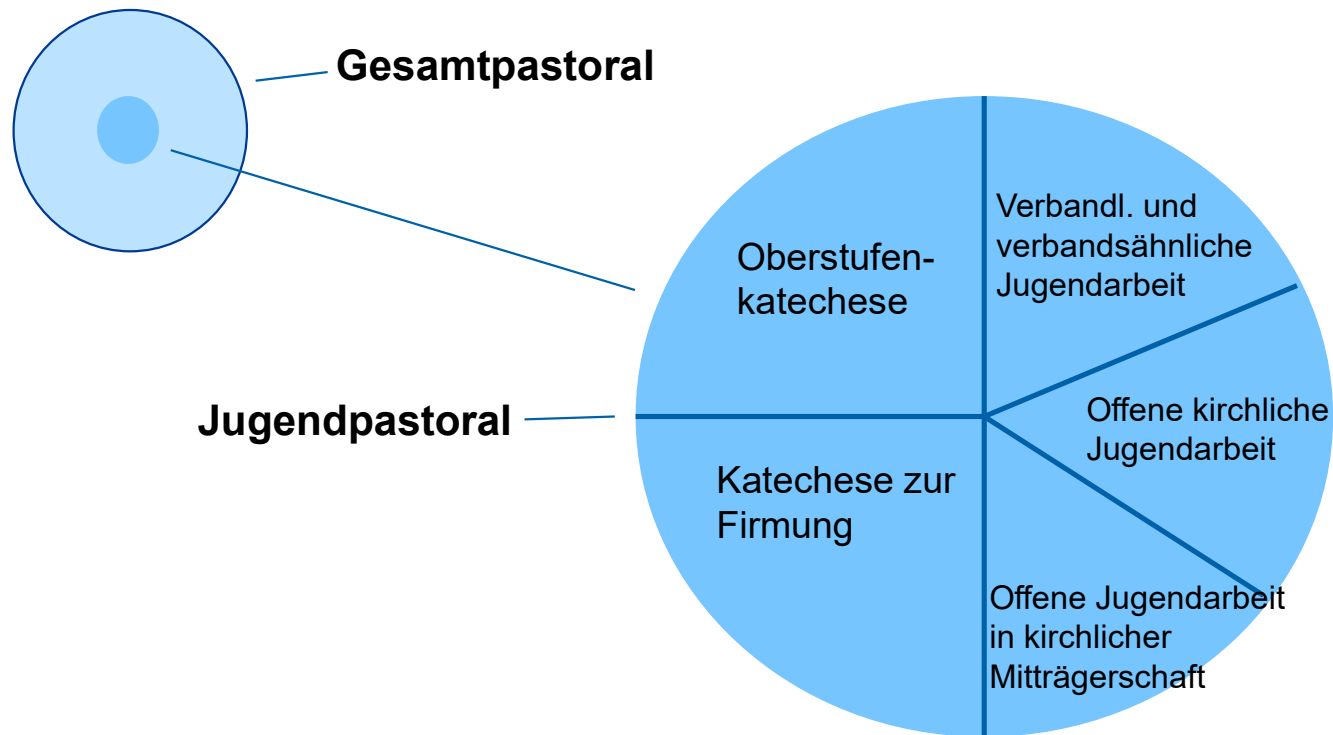 Gesamtpastoral
Verbandl. und
verbandsähnliche
Jugendarbeit
Oberstufen-
katechese
Jugendpastoral
Offene kirchliche
Jugendarbeit
Katechese zur
Firmung
Offene Jugendarbeit
in kirchlicher
Mitträgerschaft